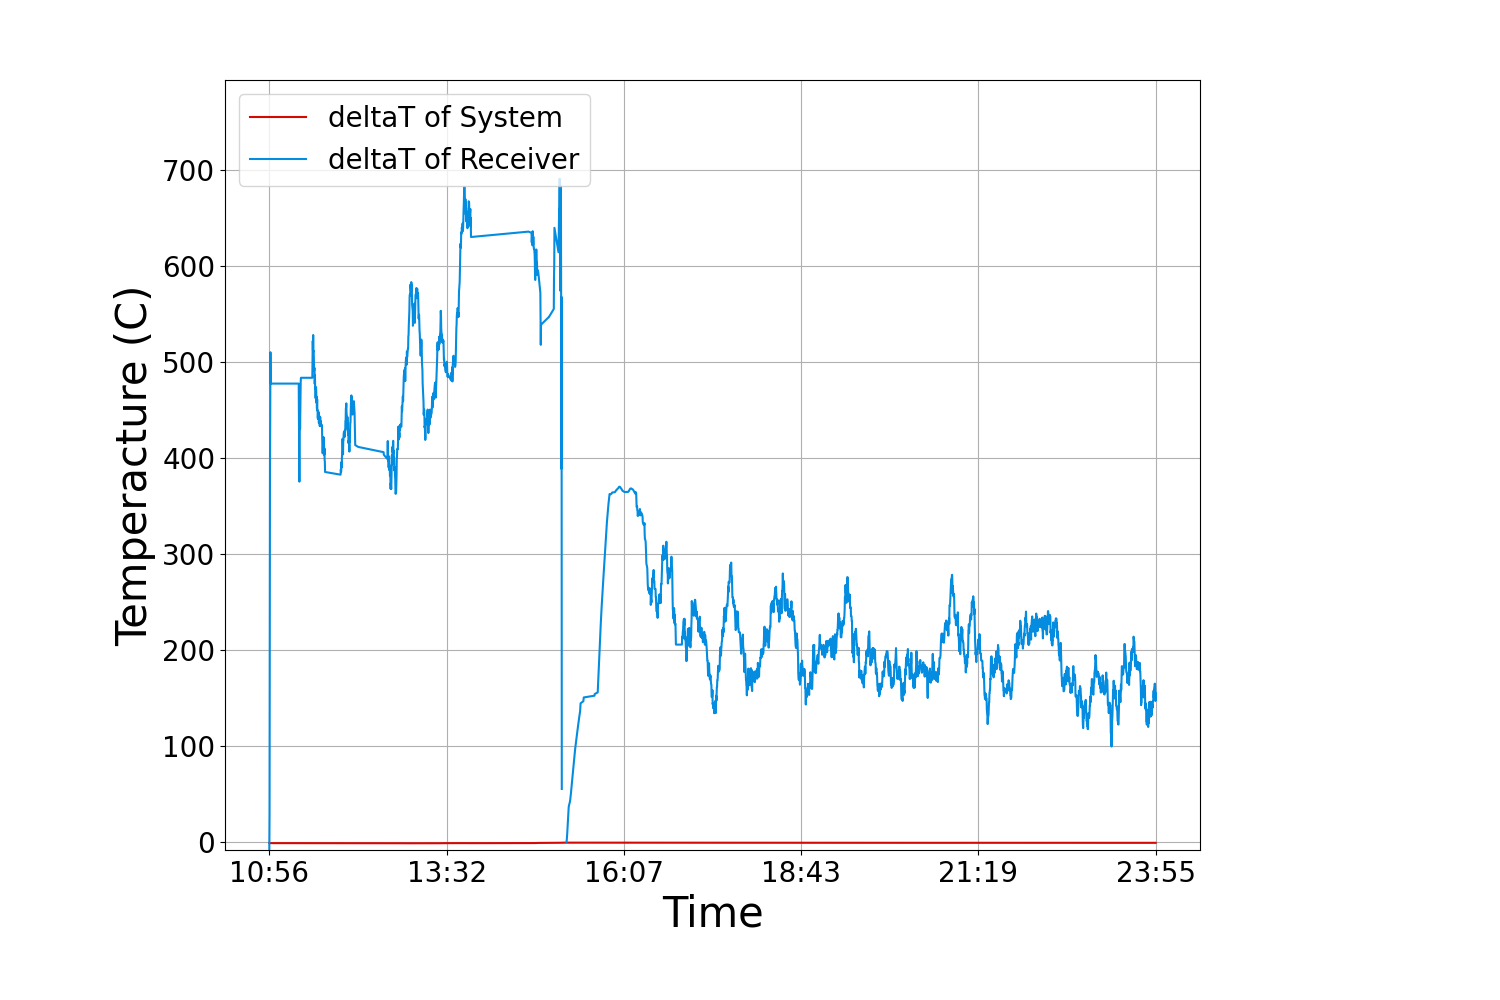 deltaT of System
deltaT of Receiver
Temperacture (C)
700
600
500
400
300
200
100
0
10:56 13:32 16:07 18:43 21:19 23:55
Time